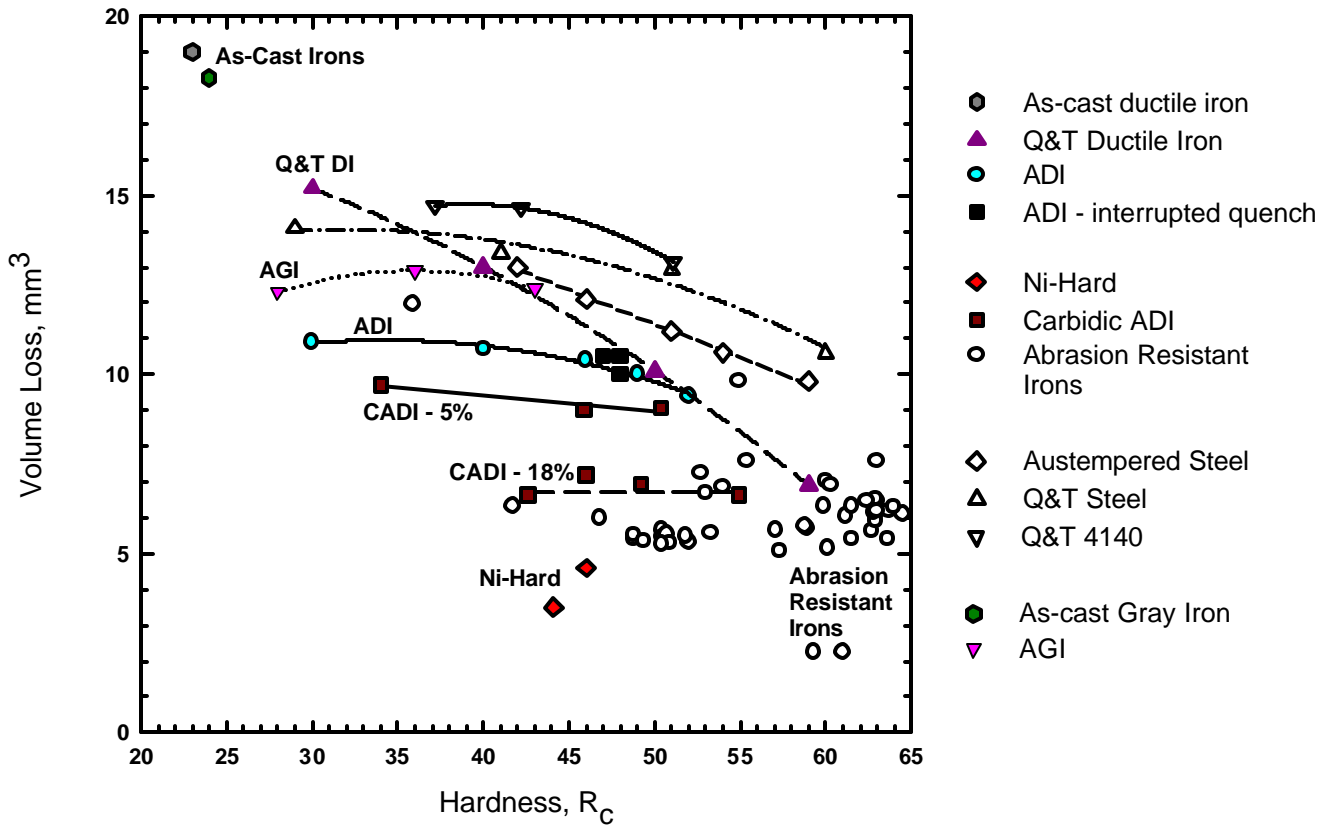 20
15
10
5
0
20
25
30
35
40
45
50
55
60
65
Volume Loss, mm3
Hardness, RC
As-Cast Irons
Q&T DI
AGI
ADI
CADI - 5%
CADI - 18%
Ni-Hard
Abrasion
Resistant
Irons
As-cast ductile iron
Q&T Ductile Iron
ADI
ADI - interrupted quench
Ni-Hard
Carbidic ADI
Abrasion Resistant
Irons
Austempered Steel
Q&T Steel
Q&T 4140
As-cast Gray Iron
AGI